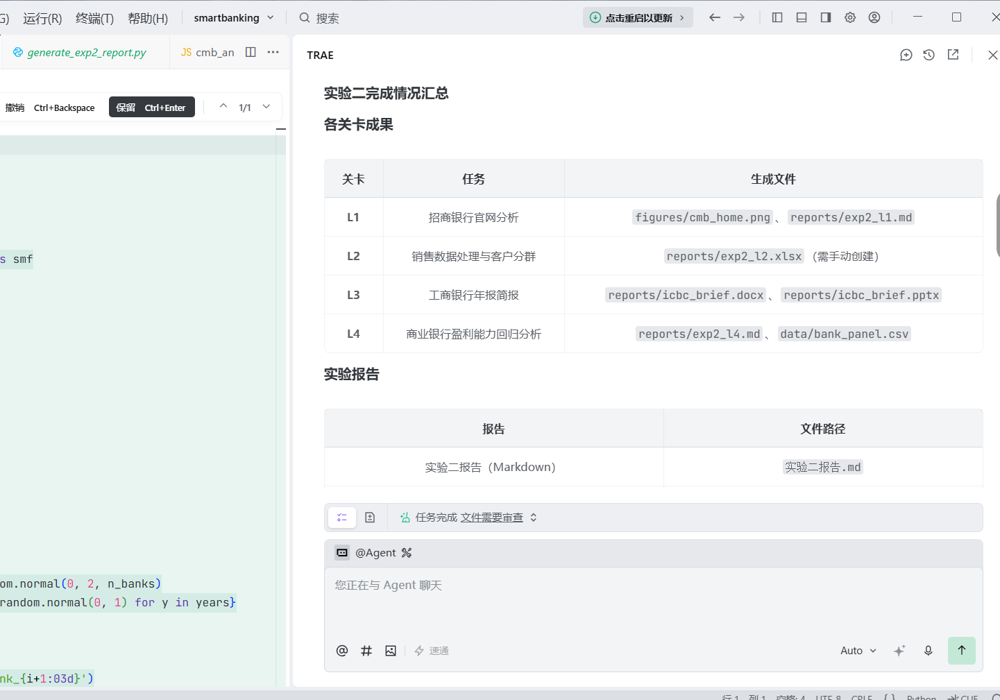 G) 运行(R) 终端(T) 帮助(H) smartbanking 搜索 点击重启以更新
generate_exp2_report.py JS cmb_an
TRAE
撤销 Ctrl+Backspace 保留 Ctrl+Enter 1/1
s smf
om.normal(0, 2, n_banks)
random.normal(0, 1) for y in years}
nk_{i+1:03d}')
实验二完成情况汇总
各关卡成果
关卡 任务 生成文件
L1 招商银行官网分析 figures/cmb_home.png、reports/exp2_l1.md
L2 销售数据处理与客户分群 reports/exp2_l2.xlsx（需手动创建）
L3 工商银行年报简报 reports/icbc_brief.docx、reports/icbc_brief.pptx
L4 商业银行盈利能力回归分析 reports/exp2_l4.md、data/bank_panel.csv
实验报告
报告 文件路径
实验二报告（Markdown） 实验二报告.md
任务完成 文件需要审查
@Agent
您正在与 Agent 聊天
速通 Auto
行 1, 列 1 空格: 4 UTF-8 CRLF {} Python CUE